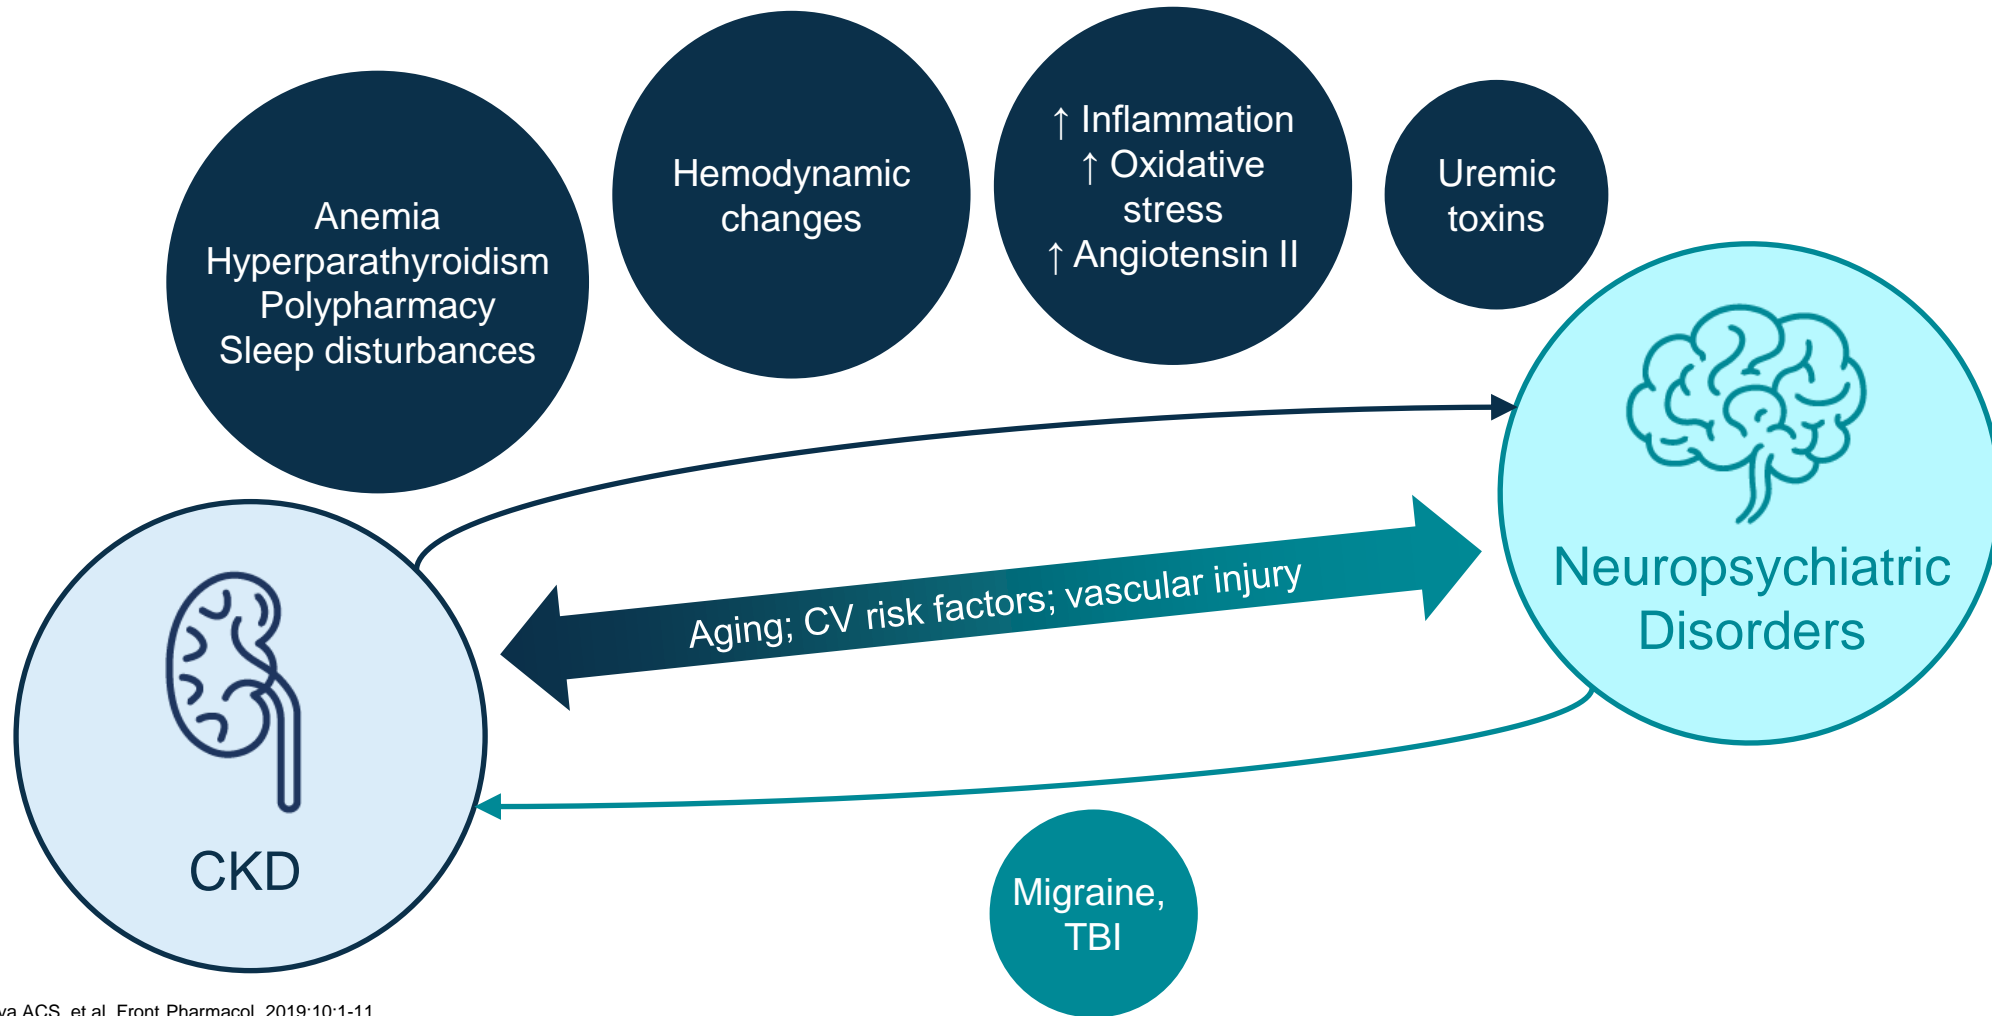 Anemia
Hyperparathyroidism
Polypharmacy
Sleep disturbances
Hemodynamic
changes
↑ Inflammation
↑ Oxidative
stress
↑ Angiotensin II
Uremic
toxins
Neuropsychiatric
Disorders
Aging; CV risk factors; vascular injury
CKD
Migraine,
TBI
ACS, et al. Front Pharmacol. 2019;10:1-11